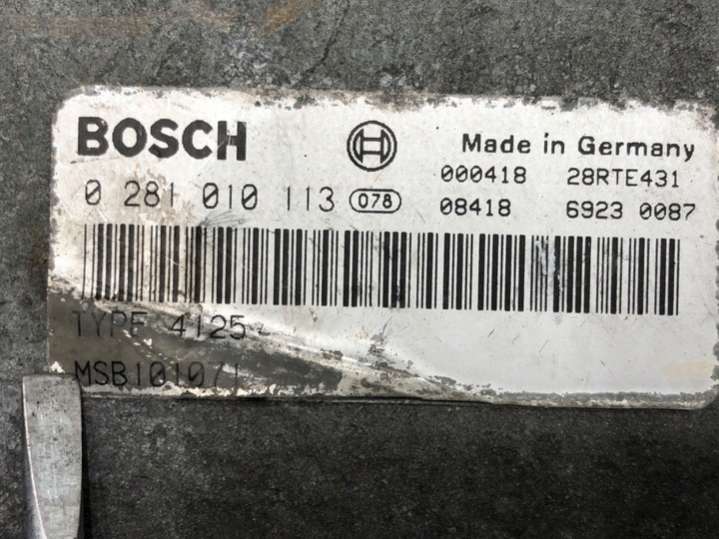 BOSCH
Made in Germany
000418 28RTE431
0 281 010 113 078
08418 6923 0087
TYPE 4125
MSB101071